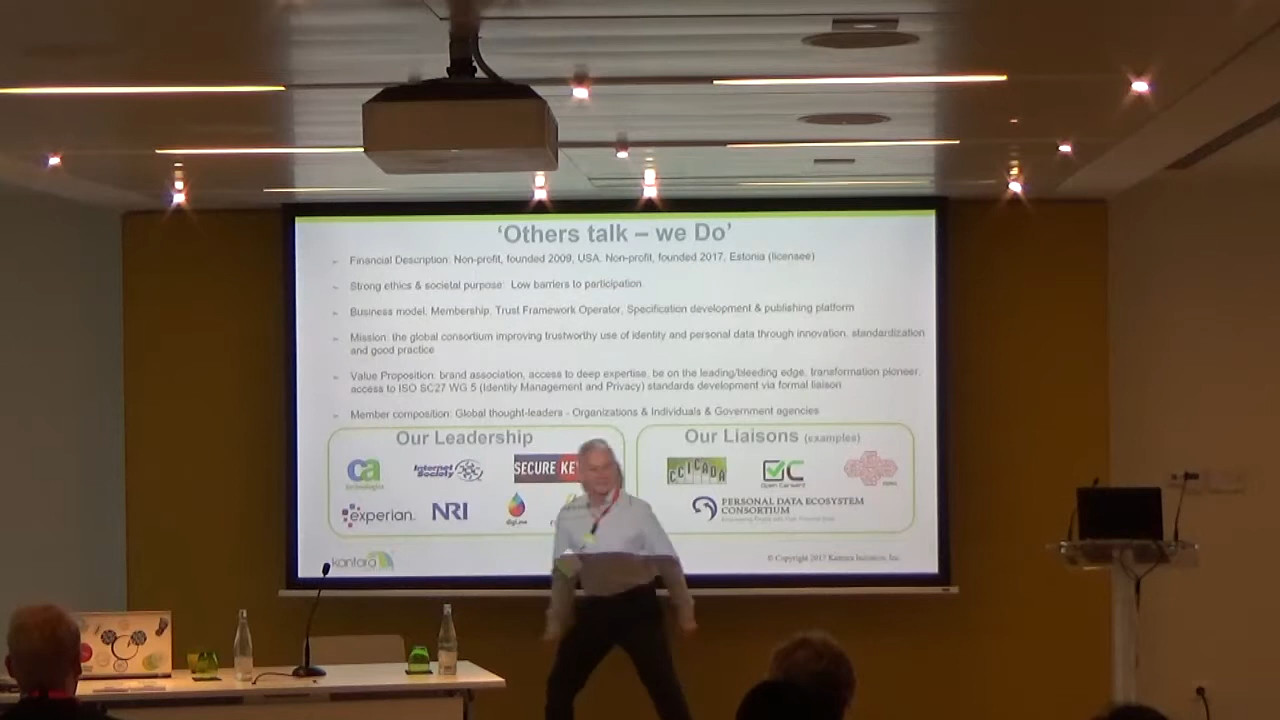 ‘Others talk – we Do’
– Financial Description: Non-profit, founded 2009, USA. Non-profit, founded 2017, Estonia (licensee)
– Strong ethics & societal purpose: Low barriers to participation.
– Business model: Membership, Trust Framework Operator, Specification development & publishing platform
– Mission: the global consortium improving trustworthy use of identity and personal data through innovation, standardization
and good practice
– Value Proposition: brand association, access to deep expertise, be on the leading/bleeding edge, transformation pioneer,
access to ISO SC27 WG 5 (Identity Management and Privacy) standards development via formal liaison
– Member composition: Global thought-leaders - Organizations & Individuals & Government agencies
Our Leadership
ca
technologies
Internet
Society
SECURE KE
experian.
NRI
digi.me
Our Liaisons (examples)
CCICADA
Open Consent
PERSONAL DATA ECOSYSTEM
CONSORTIUM
kantara
© Copyright 2017 Kantara Initiative, Inc.